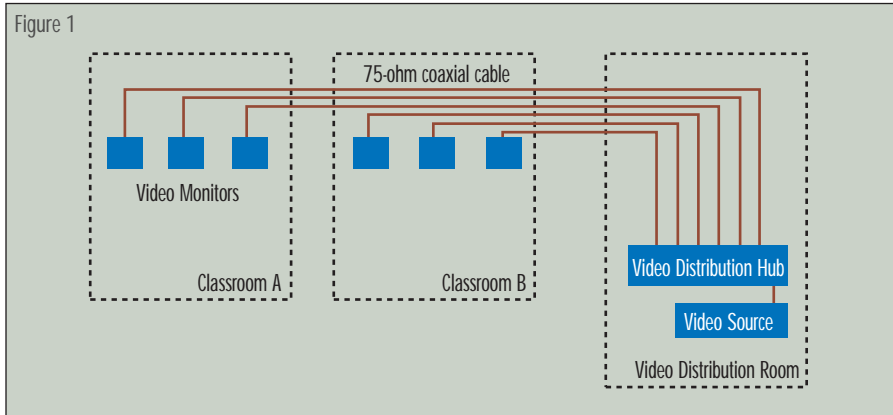 Figure 1
75-ohm coaxial cable
Video Monitors
Classroom A
Classroom B
Video Distribution Hub
Video Source
Video Distribution Room